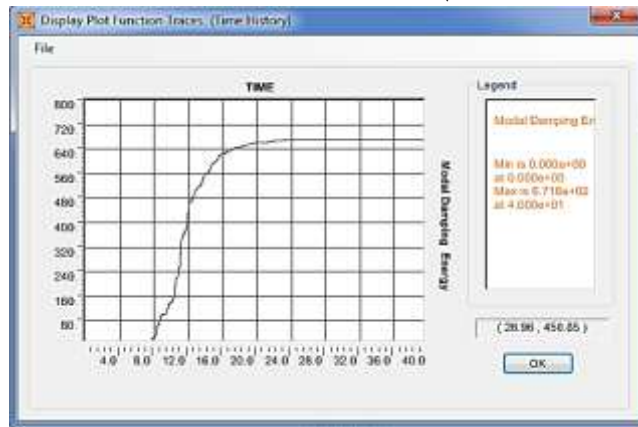 Display Plot Function Traces (Time History)
File
TIME
800
720
640
560
480
400
320
240
160
80
4.0 8.0 12.0 16.0 20.0 24.0 28.0 32.0 36.0 40.0
Modal Damping Energy
Legend
Modal Damping En
Min is 0.000e+00
at 0.000e+00
Max is 6.718e+02
at 4.000e+01
( 26.96 , 450.85 )
OK